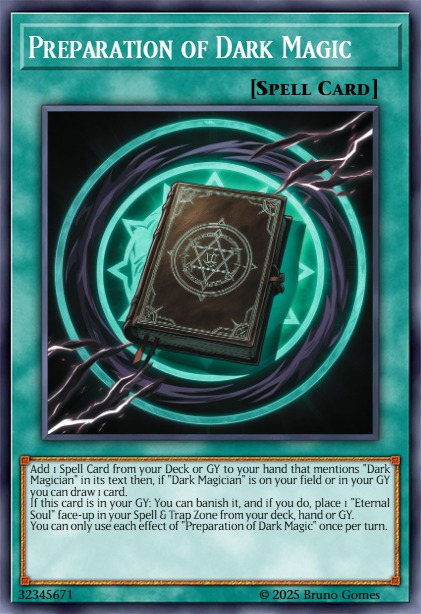 Preparation of Dark Magic
[Spell Card]
Add 1 Spell Card from your Deck or GY to your hand that mentions "Dark
Magician" in its text then, if "Dark Magician" is on your field or in your GY
you can draw 1 card.
If this card is in your GY: You can banish it, and if you do, place 1 "Eternal
Soul" face-up in your Spell & Trap Zone from your deck, hand or GY.
You can only use each effect of "Preparation of Dark Magic" once per turn.
32345671 © 2025 Bruno Gomes